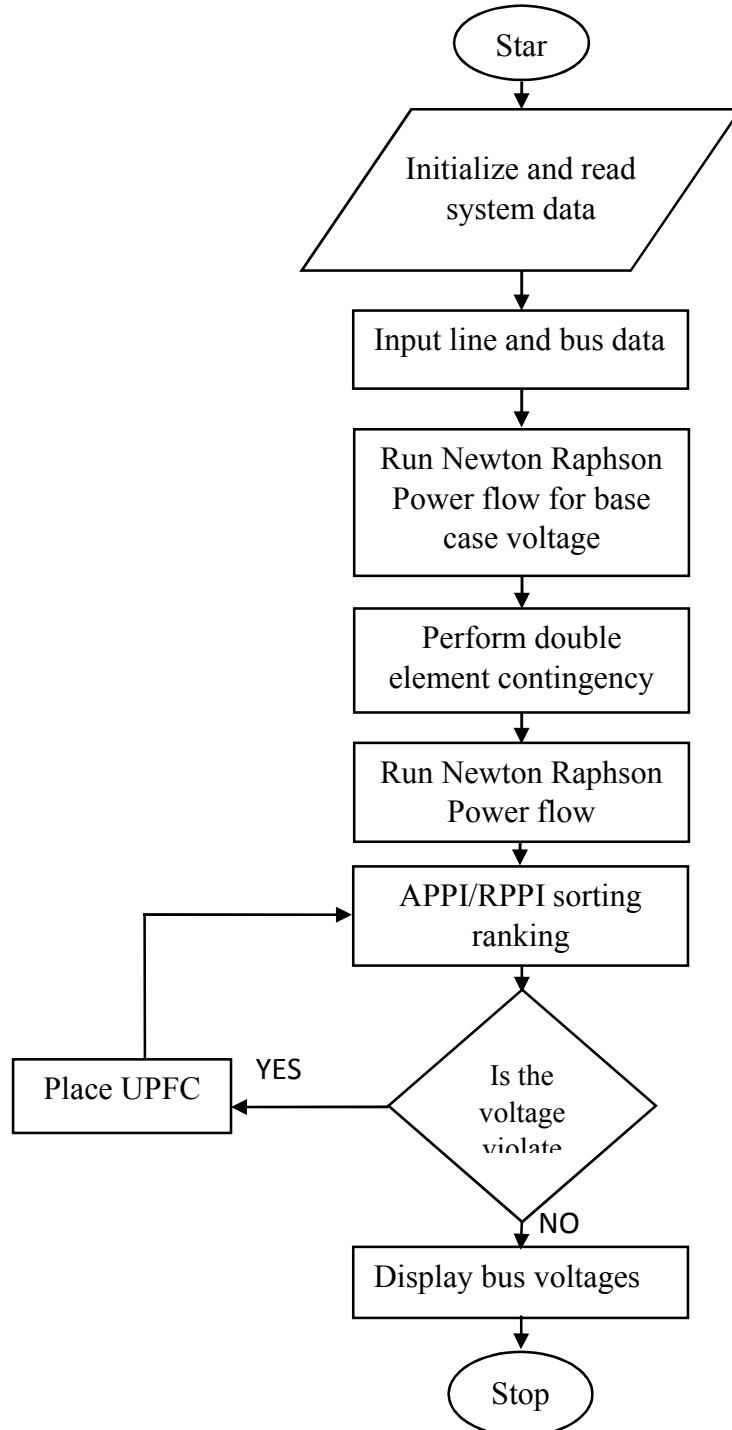 Star
Initialize and read
system data
Input line and bus data
Run Newton Raphson
Power flow for base
case voltage
Perform double
element contingency
Run Newton Raphson
Power flow
APPI/RPPI sorting
ranking
Place UPFC
YES
Is the
voltage
violate
NO
Display bus voltages
Stop